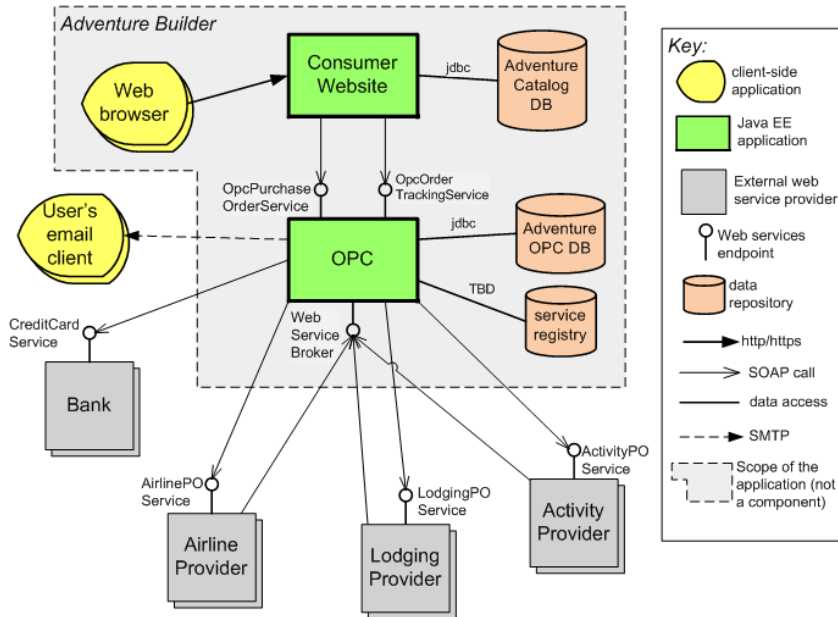 Adventure Builder
Web
browser
Consumer
Website
jdbc
Adventure
Catalog
DB
OpcPurchase
OrderService
OpcOrder
TrackingService
User's
email
client
OPC
jdbc
Adventure
OPC DB
TBD
service
registry
Web
Service
Broker
CreditCard
Service
Bank
AirlinePO
Service
Airline
Provider
LodgingPO
Service
Lodging
Provider
ActivityPO
Service
Activity
Provider
Key:
client-side
application
Java EE
application
External web
service provider
Web services
endpoint
data
repository
http/https
SOAP call
data access
SMTP
Scope of the
application (not
a component)